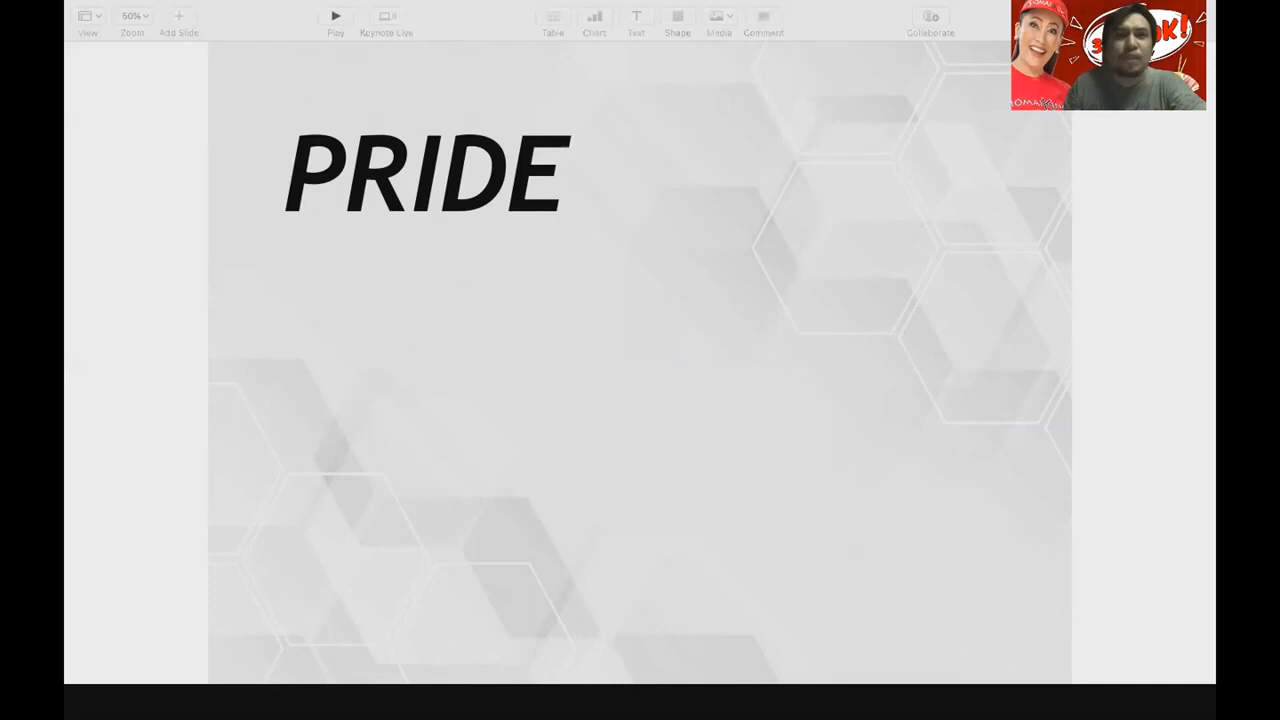 View
Zoom
Add Slide
Play
Keynote Live
Table
Chart
Text
Shape
Media
Comment
Collaborate
50%
PRIDE